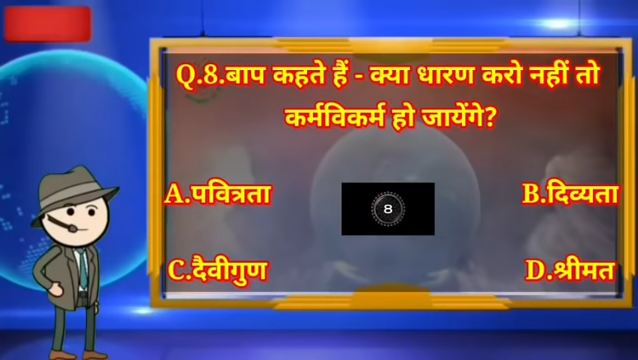 Q.8.बाप कहते हैं - क्या धारण करो नहीं तो
कर्मविकर्म हो जायेंगे?
A.पवित्रता
B.दिव्यता
8
C.दैवीगुण
D.श्रीमत